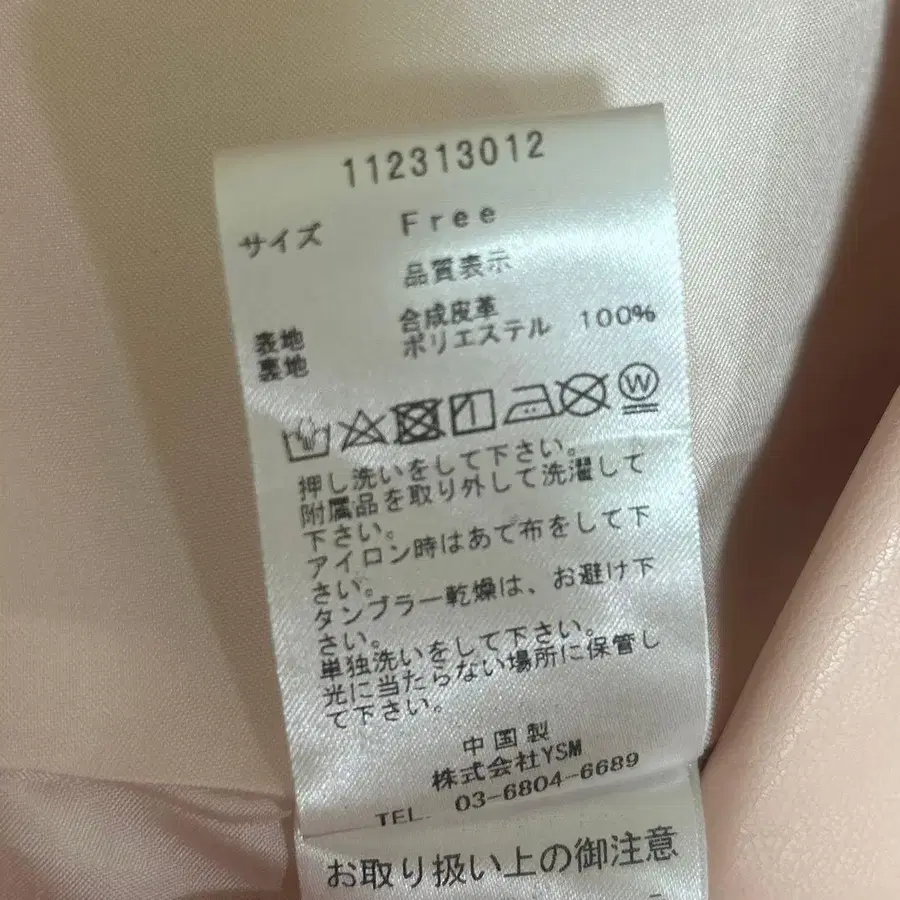 112313012
サイズ Free
品質表示
表地 合成皮革
裏地 ポリエステル 100%
W
押し洗いをして下さい。
附属品を取り外して洗濯して
下さい。
アイロン時はあて布をして下
さい。
タンブラー乾燥は、お避け下
さい。
単独洗いをして下さい。
光に当たらない場所に保管し
て下さい。
中国製
株式会社YSM
TEL. 03-6804-6689
お取り扱い上の御注意